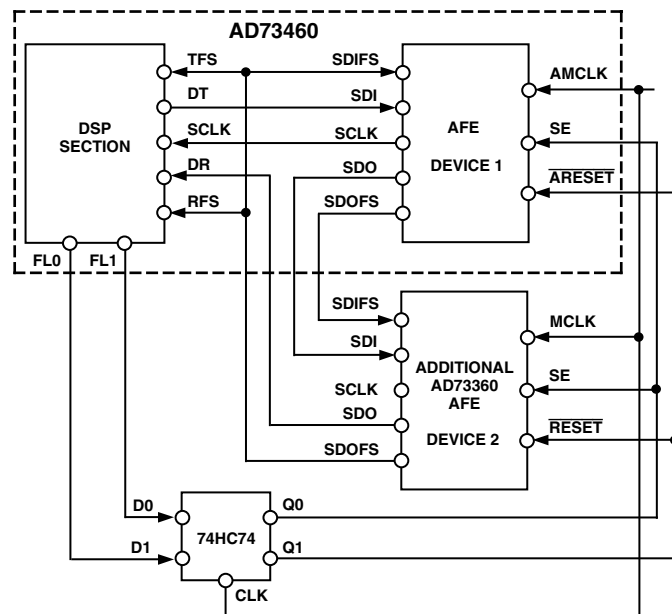 AD73460
TFS
SDIFS
AMCLK
DT
SDI
DSP
SECTION
SCLK
SCLK
AFE
DEVICE 1
SE
DR
SDO
ARESET
RFS
SDOFS
FL0
FL1
SDIFS
MCLK
SDI
ADDITIONAL
AD73360
AFE
DEVICE 2
SCLK
SE
SDO
RESET
SDOFS
D0
Q0
74HC74
D1
Q1
CLK